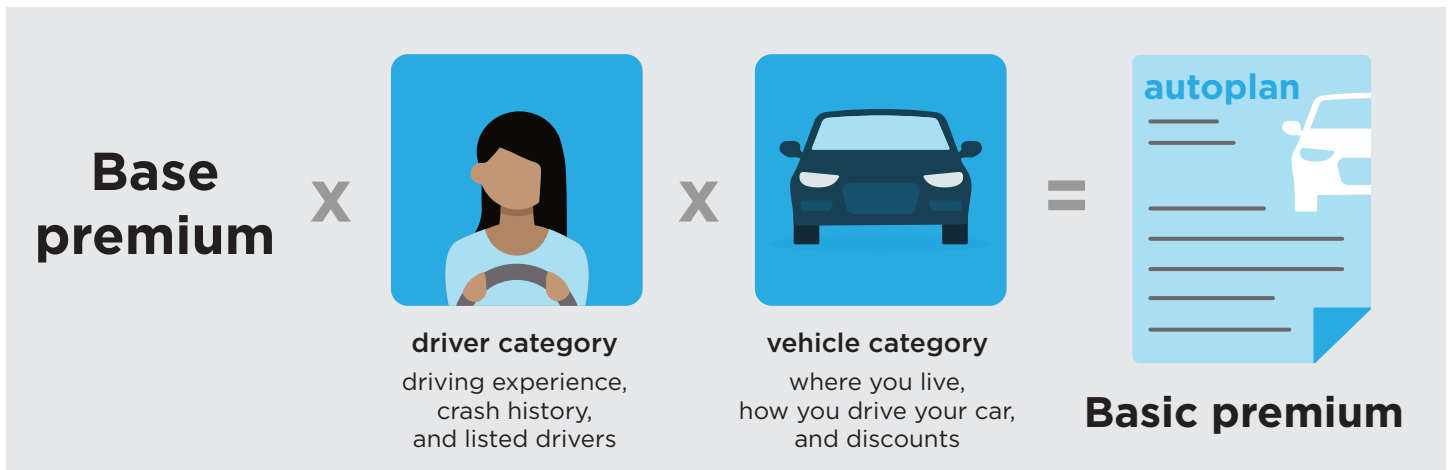 Base
premium
x
driver category
driving experience,
crash history,
and listed drivers
x
vehicle category
where you live,
how you drive your car,
and discounts
=
autoplan
Basic premium